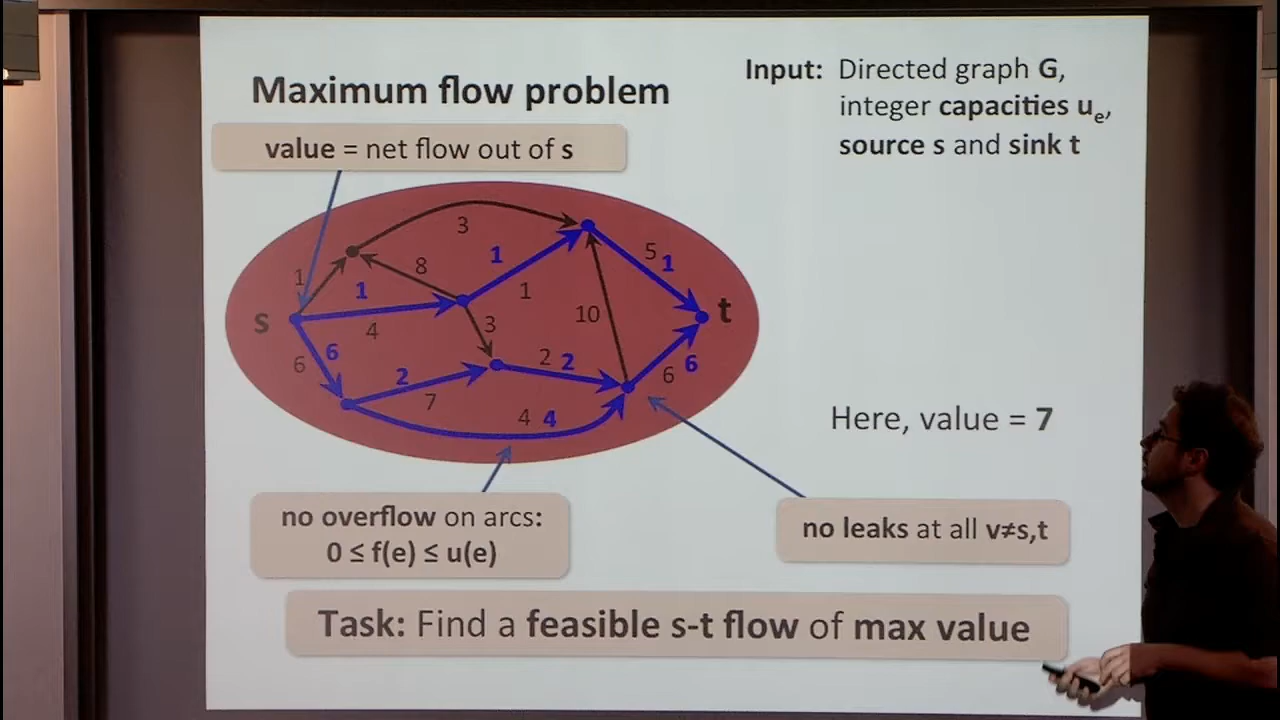 Maximum flow problem
Input: Directed graph G,
integer capacities uₑ,
source s and sink t
value = net flow out of s
3
1
8
1
1
5 1
1
4
s
3
10
t
6 6
2
7
2 2
6 6
4 4
Here, value = 7
no overflow on arcs:
0 ≤ f(e) ≤ u(e)
no leaks at all v≠s,t
Task: Find a feasible s-t flow of max value